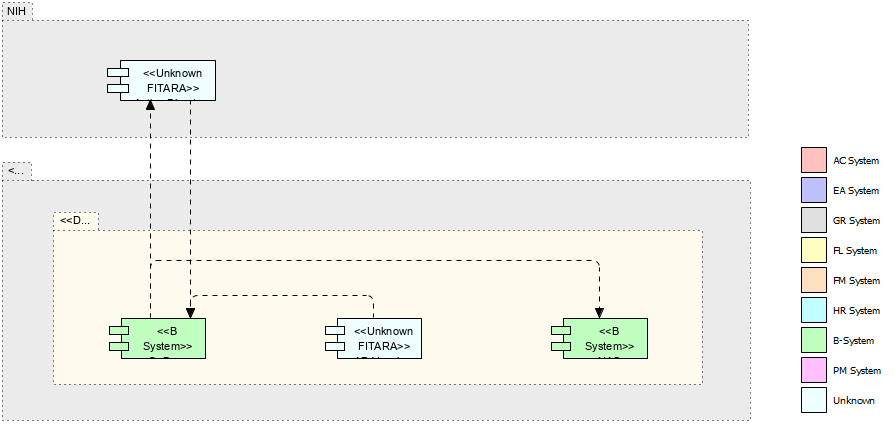 NIH
<<Unknown
FITARA>>
<...
<<D...
<<B
System>>
<<Unknown
FITARA>>
<<B
System>>
AC System
EA System
GR System
FL System
FM System
HR System
B-System
PM System
Unknown